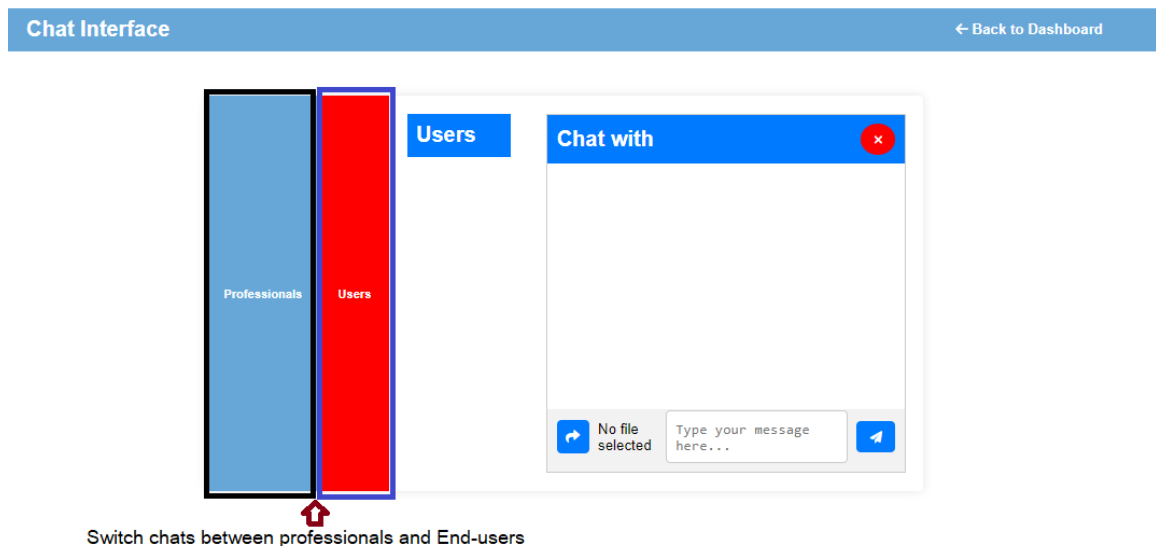 Chat Interface
← Back to Dashboard
Professionals
Users
Users
Chat with
×
No file
selected
Type your message
here...
Switch chats between professionals and End-users